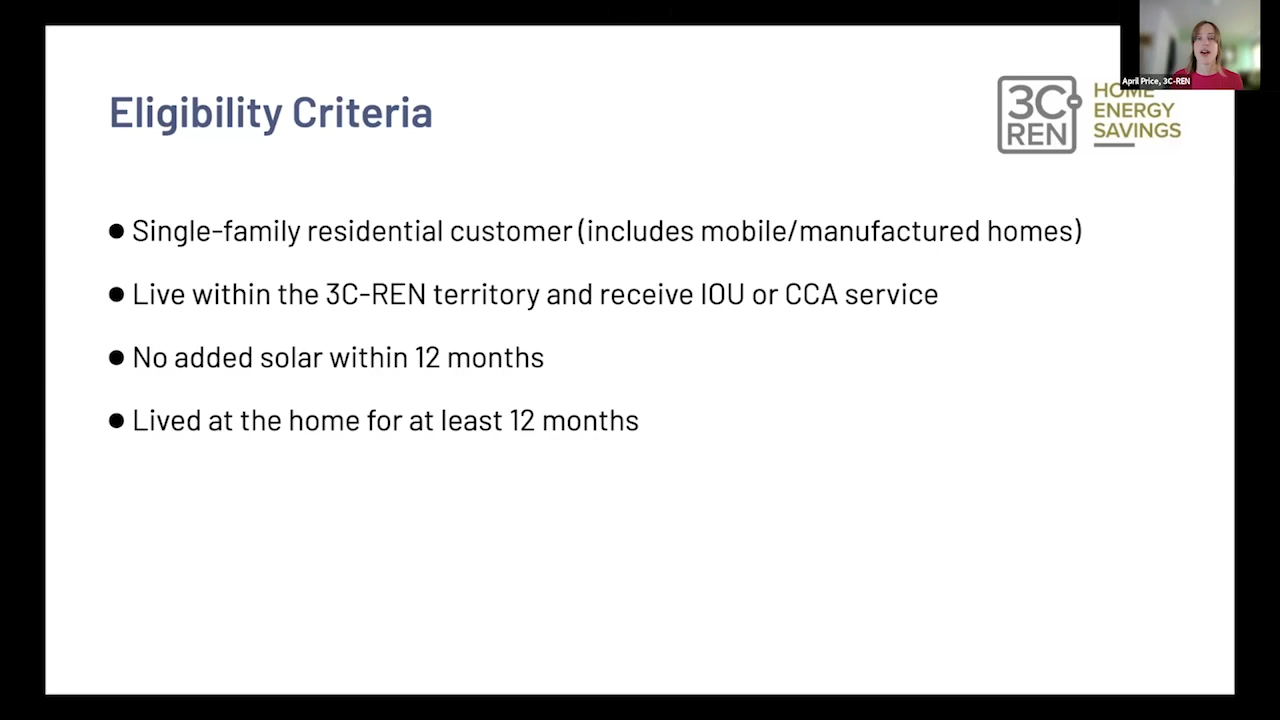 April Price, 3C-REN
Eligibility Criteria
3C-
REN
HOME
ENERGY
SAVINGS
● Single-family residential customer (includes mobile/manufactured homes)
● Live within the 3C-REN territory and receive IOU or CCA service
● No added solar within 12 months
● Lived at the home for at least 12 months